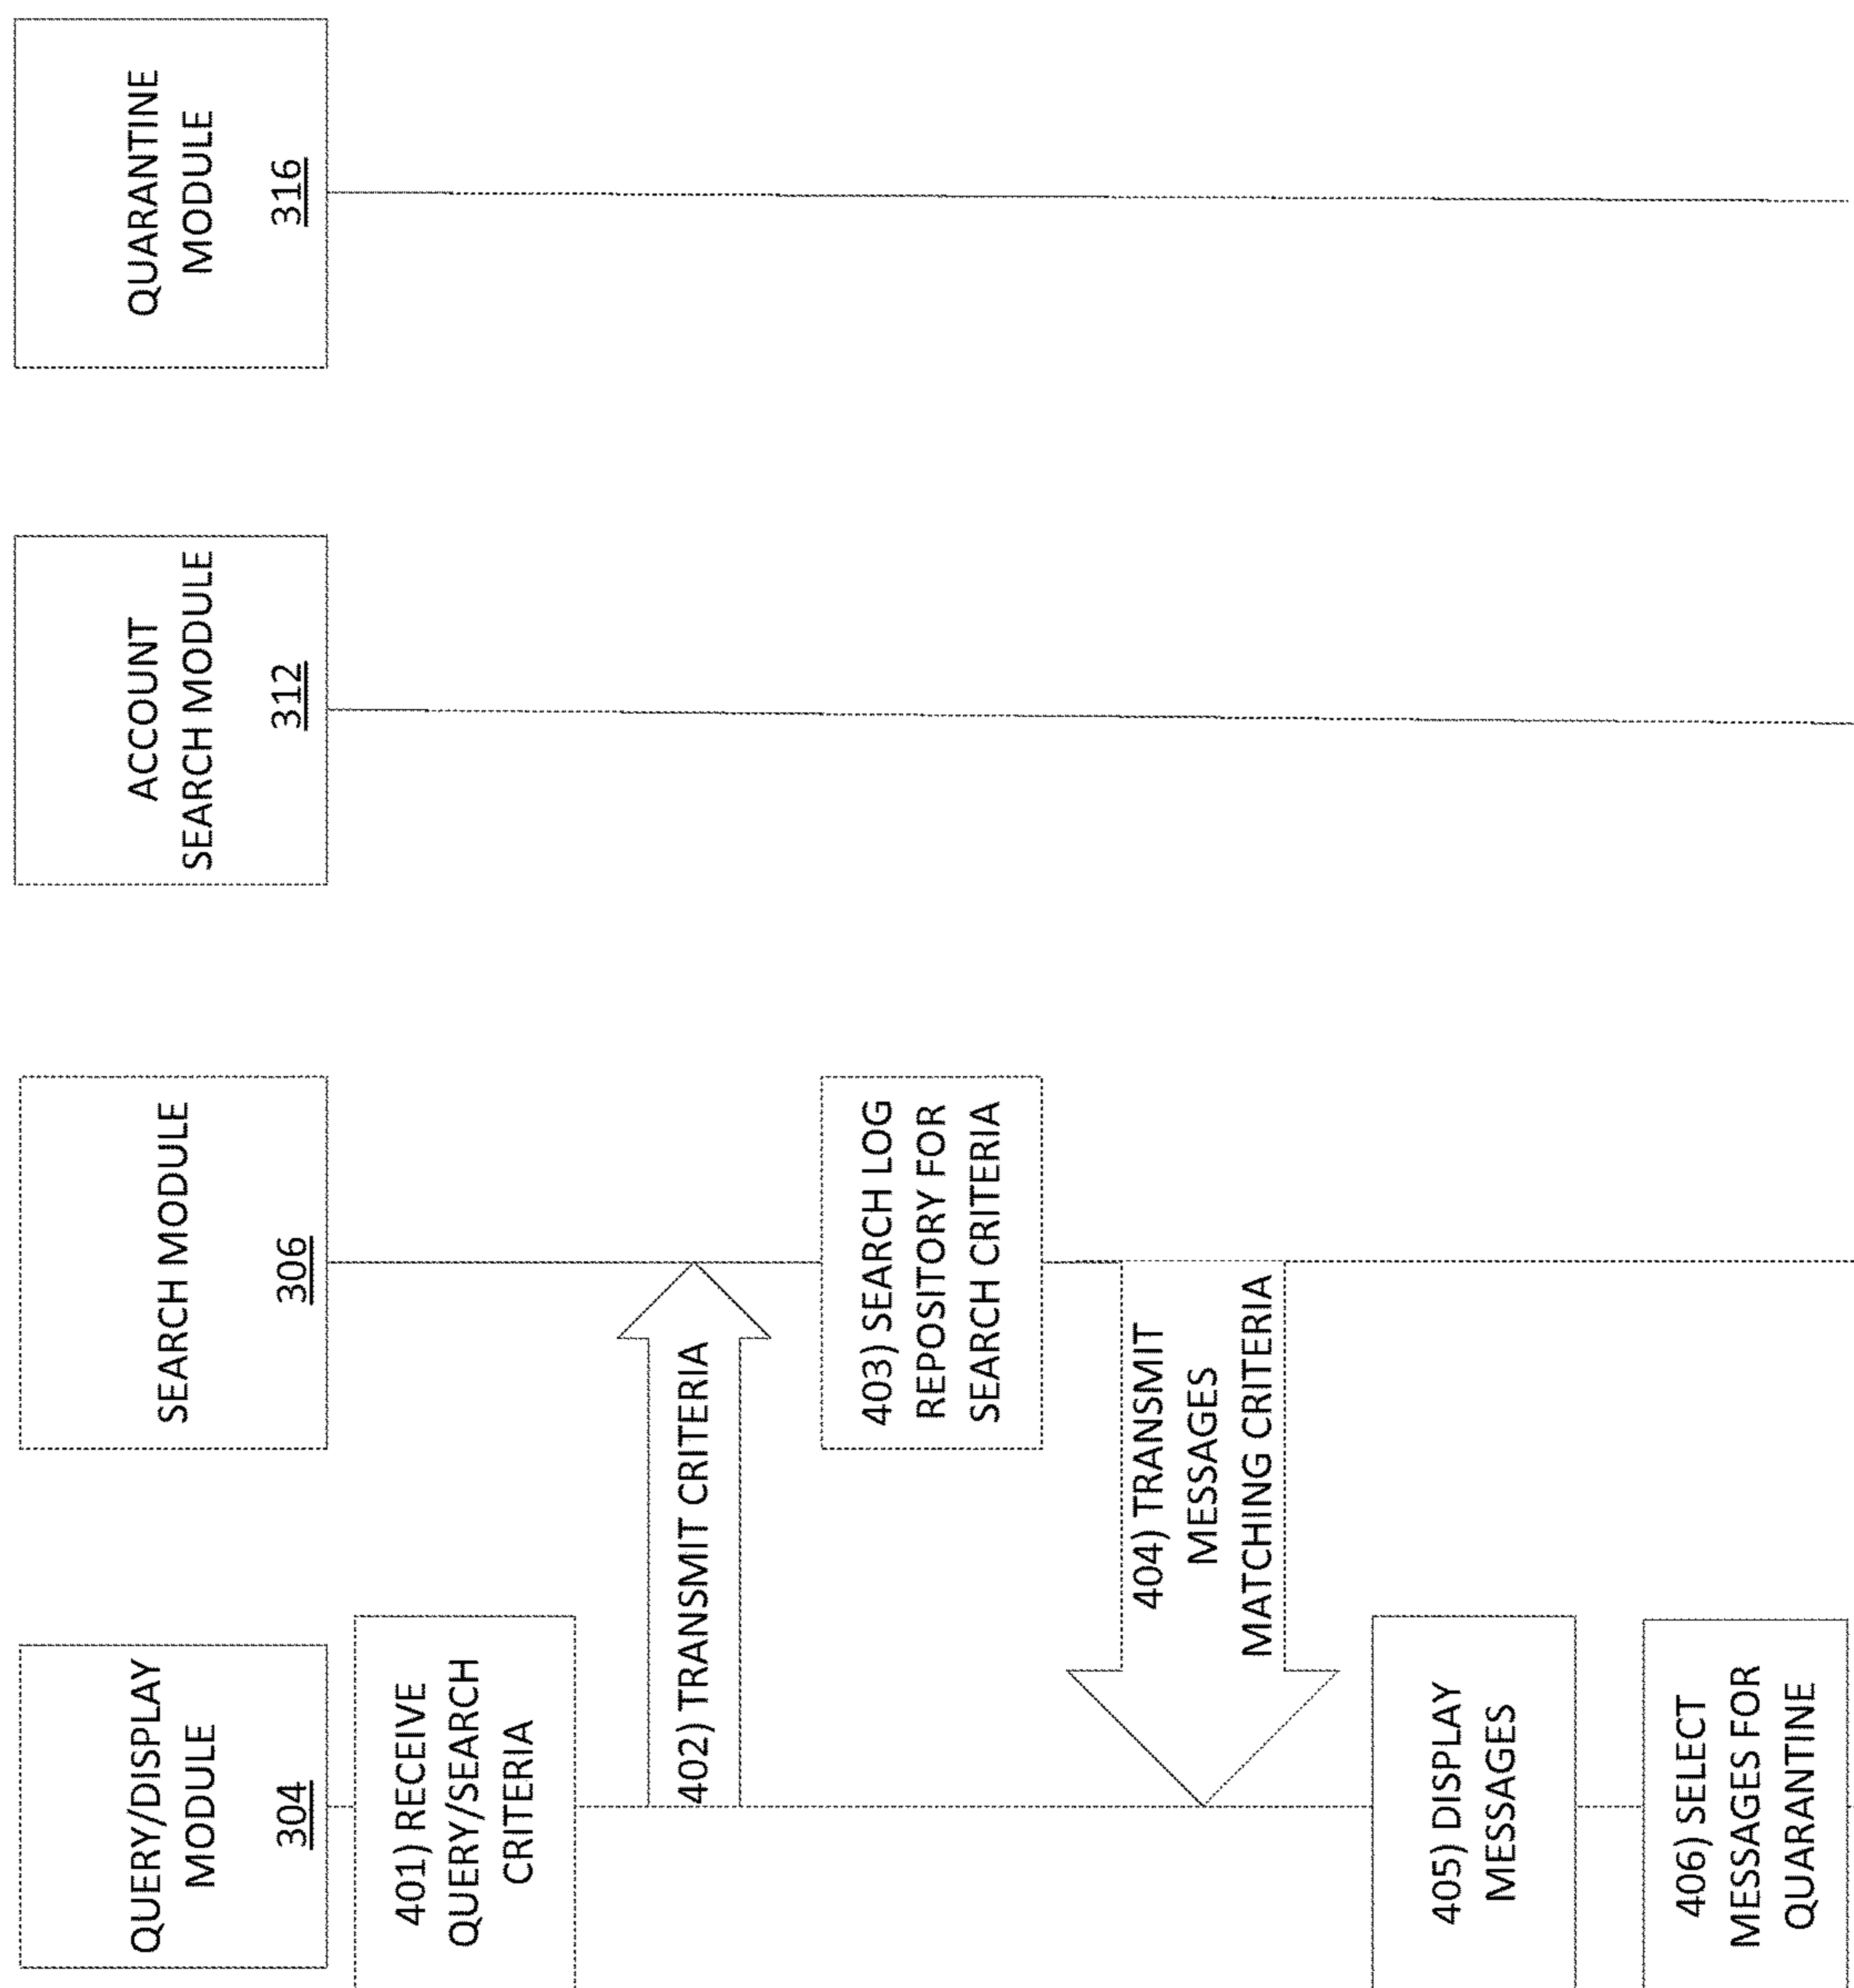 QUERY/DISPLAY
MODULE
304
SEARCH MODULE
306
ACCOUNT
SEARCH MODULE
312
QUARANTINE
MODULE
316
401) RECEIVE
QUERY/SEARCH
CRITERIA
402) TRANSMIT CRITERIA
403) SEARCH LOG
REPOSITORY FOR
SEARCH CRITERIA
404) TRANSMIT
MESSAGES
MATCHING CRITERIA
405) DISPLAY
MESSAGES
406) SELECT
MESSAGES FOR
QUARANTINE